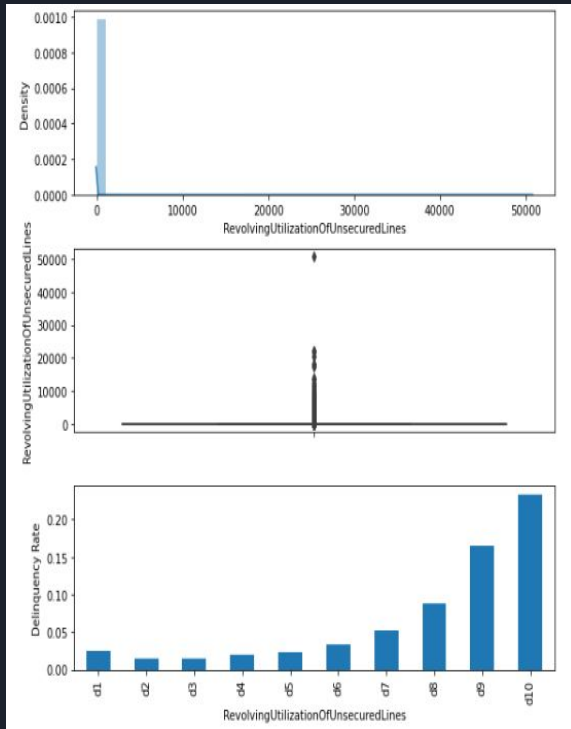 0.0010
0.0008
0.0006
0.0004
0.0002
0.0000
Density
0 10000 20000 30000 40000 50000
RevolvingUtilizationOfUnsecuredLines
RevolvingUtilizationOfUnsecuredLines
50000
40000
30000
20000
10000
0
Delinquency Rate
0.20
0.15
0.10
0.05
0.00
d1 d2 d3 d4 d5 d6 d7 d8 d9 d10
RevolvingUtilizationOfUnsecuredLines